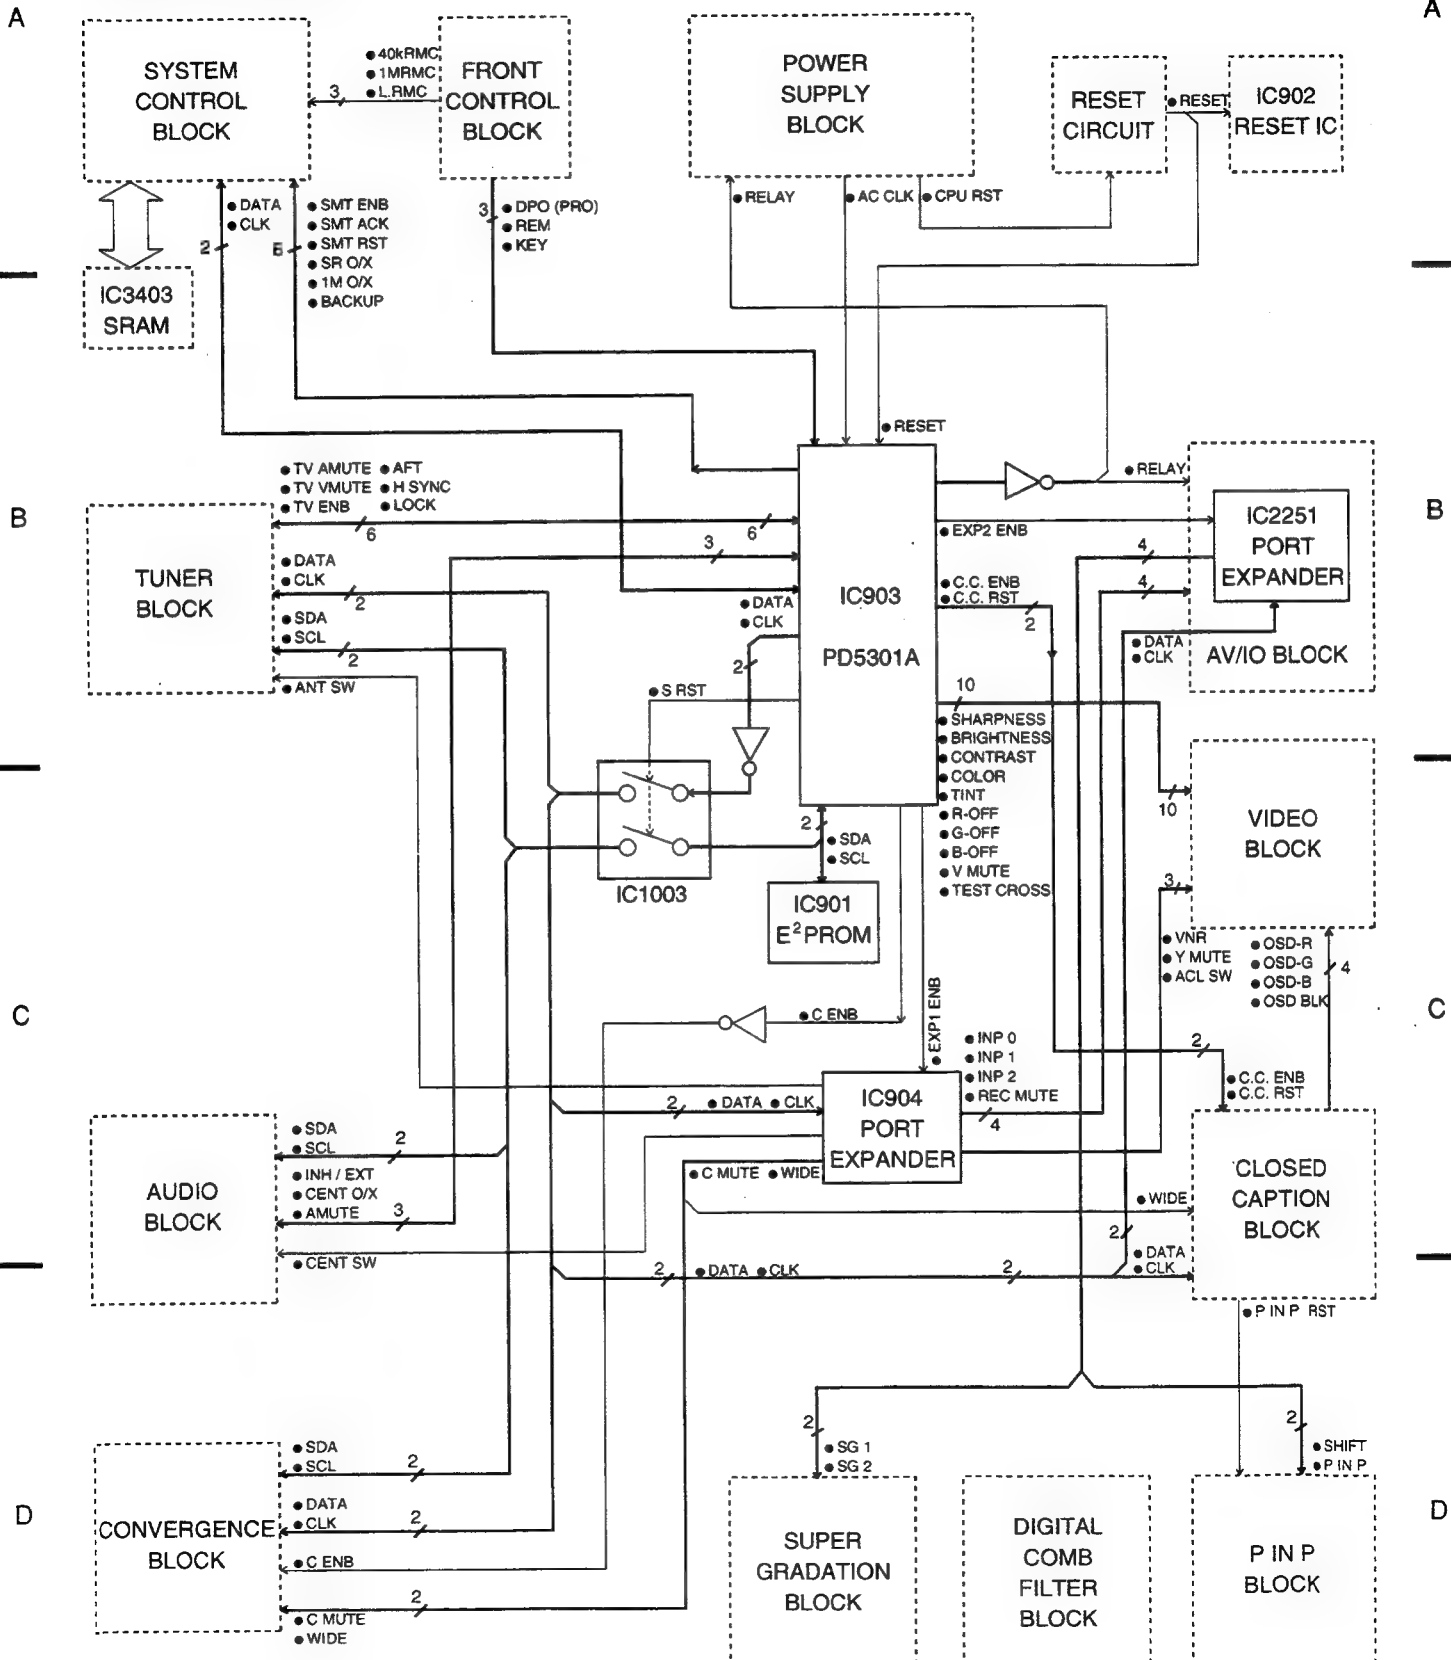 A
A
SYSTEM
CONTROL
BLOCK
● 40kRMC
● 1MRMC
● L.RMC
3
FRONT
CONTROL
BLOCK
POWER
SUPPLY
BLOCK
RESET
CIRCUIT
● RESET
IC902
RESET IC
● DATA
● CLK
2
● SMT ENB
● SMT ACK
● SMT RST
● SR O/X
● 1M O/X
● BACKUP
3
● DPO (PRO)
● REM
● KEY
● RELAY
● AC CLK
● CPU RST
IC3403
SRAM
● RESET
B
B
● TV AMUTE ● AFT
● TV VMUTE ● H SYNC
● TV ENB ● LOCK
6
6
3
TUNER
BLOCK
● DATA
● CLK
2
● SDA
● SCL
2
● ANT SW
● DATA
● CLK
2
● S RST
IC903
PD5301A
● RELAY
● EXP2 ENB
● C.C. ENB
● C.C. RST
2
4
4
IC2251
PORT
EXPANDER
● DATA
● CLK
AV/IO BLOCK
10
● SHARPNESS
● BRIGHTNESS
● CONTRAST
● COLOR
● TINT
● R-OFF
● G-OFF
● B-OFF
● V MUTE
● TEST CROSS
10
VIDEO
BLOCK
3
IC1003
2
● SDA
● SCL
IC901
E²PROM
● VNR
● Y MUTE
● ACL SW
● OSD-R
● OSD-G
● OSD-B
● OSD BLK
4
C
C
● C ENB
● EXP1 ENB
● INP 0
● INP 1
● INP 2
● REC MUTE
4
2
● C.C. ENB
● C.C. RST
2
● DATA ● CLK
IC904
PORT
EXPANDER
● C MUTE ● WIDE
AUDIO
BLOCK
● SDA
● SCL
2
● INH / EXT
● CENT O/X
● AMUTE
3
● CENT SW
● WIDE
CLOSED
CAPTION
BLOCK
2
● DATA
● CLK
2
● DATA ● CLK
2
● P IN P RST
2
● SG 1
● SG 2
2
● SHIFT
● P IN P
D
D
CONVERGENCE
BLOCK
● SDA
● SCL
2
● DATA
● CLK
2
● C ENB
2
● C MUTE
● WIDE
SUPER
GRADATION
BLOCK
DIGITAL
COMB
FILTER
BLOCK
P IN P
BLOCK